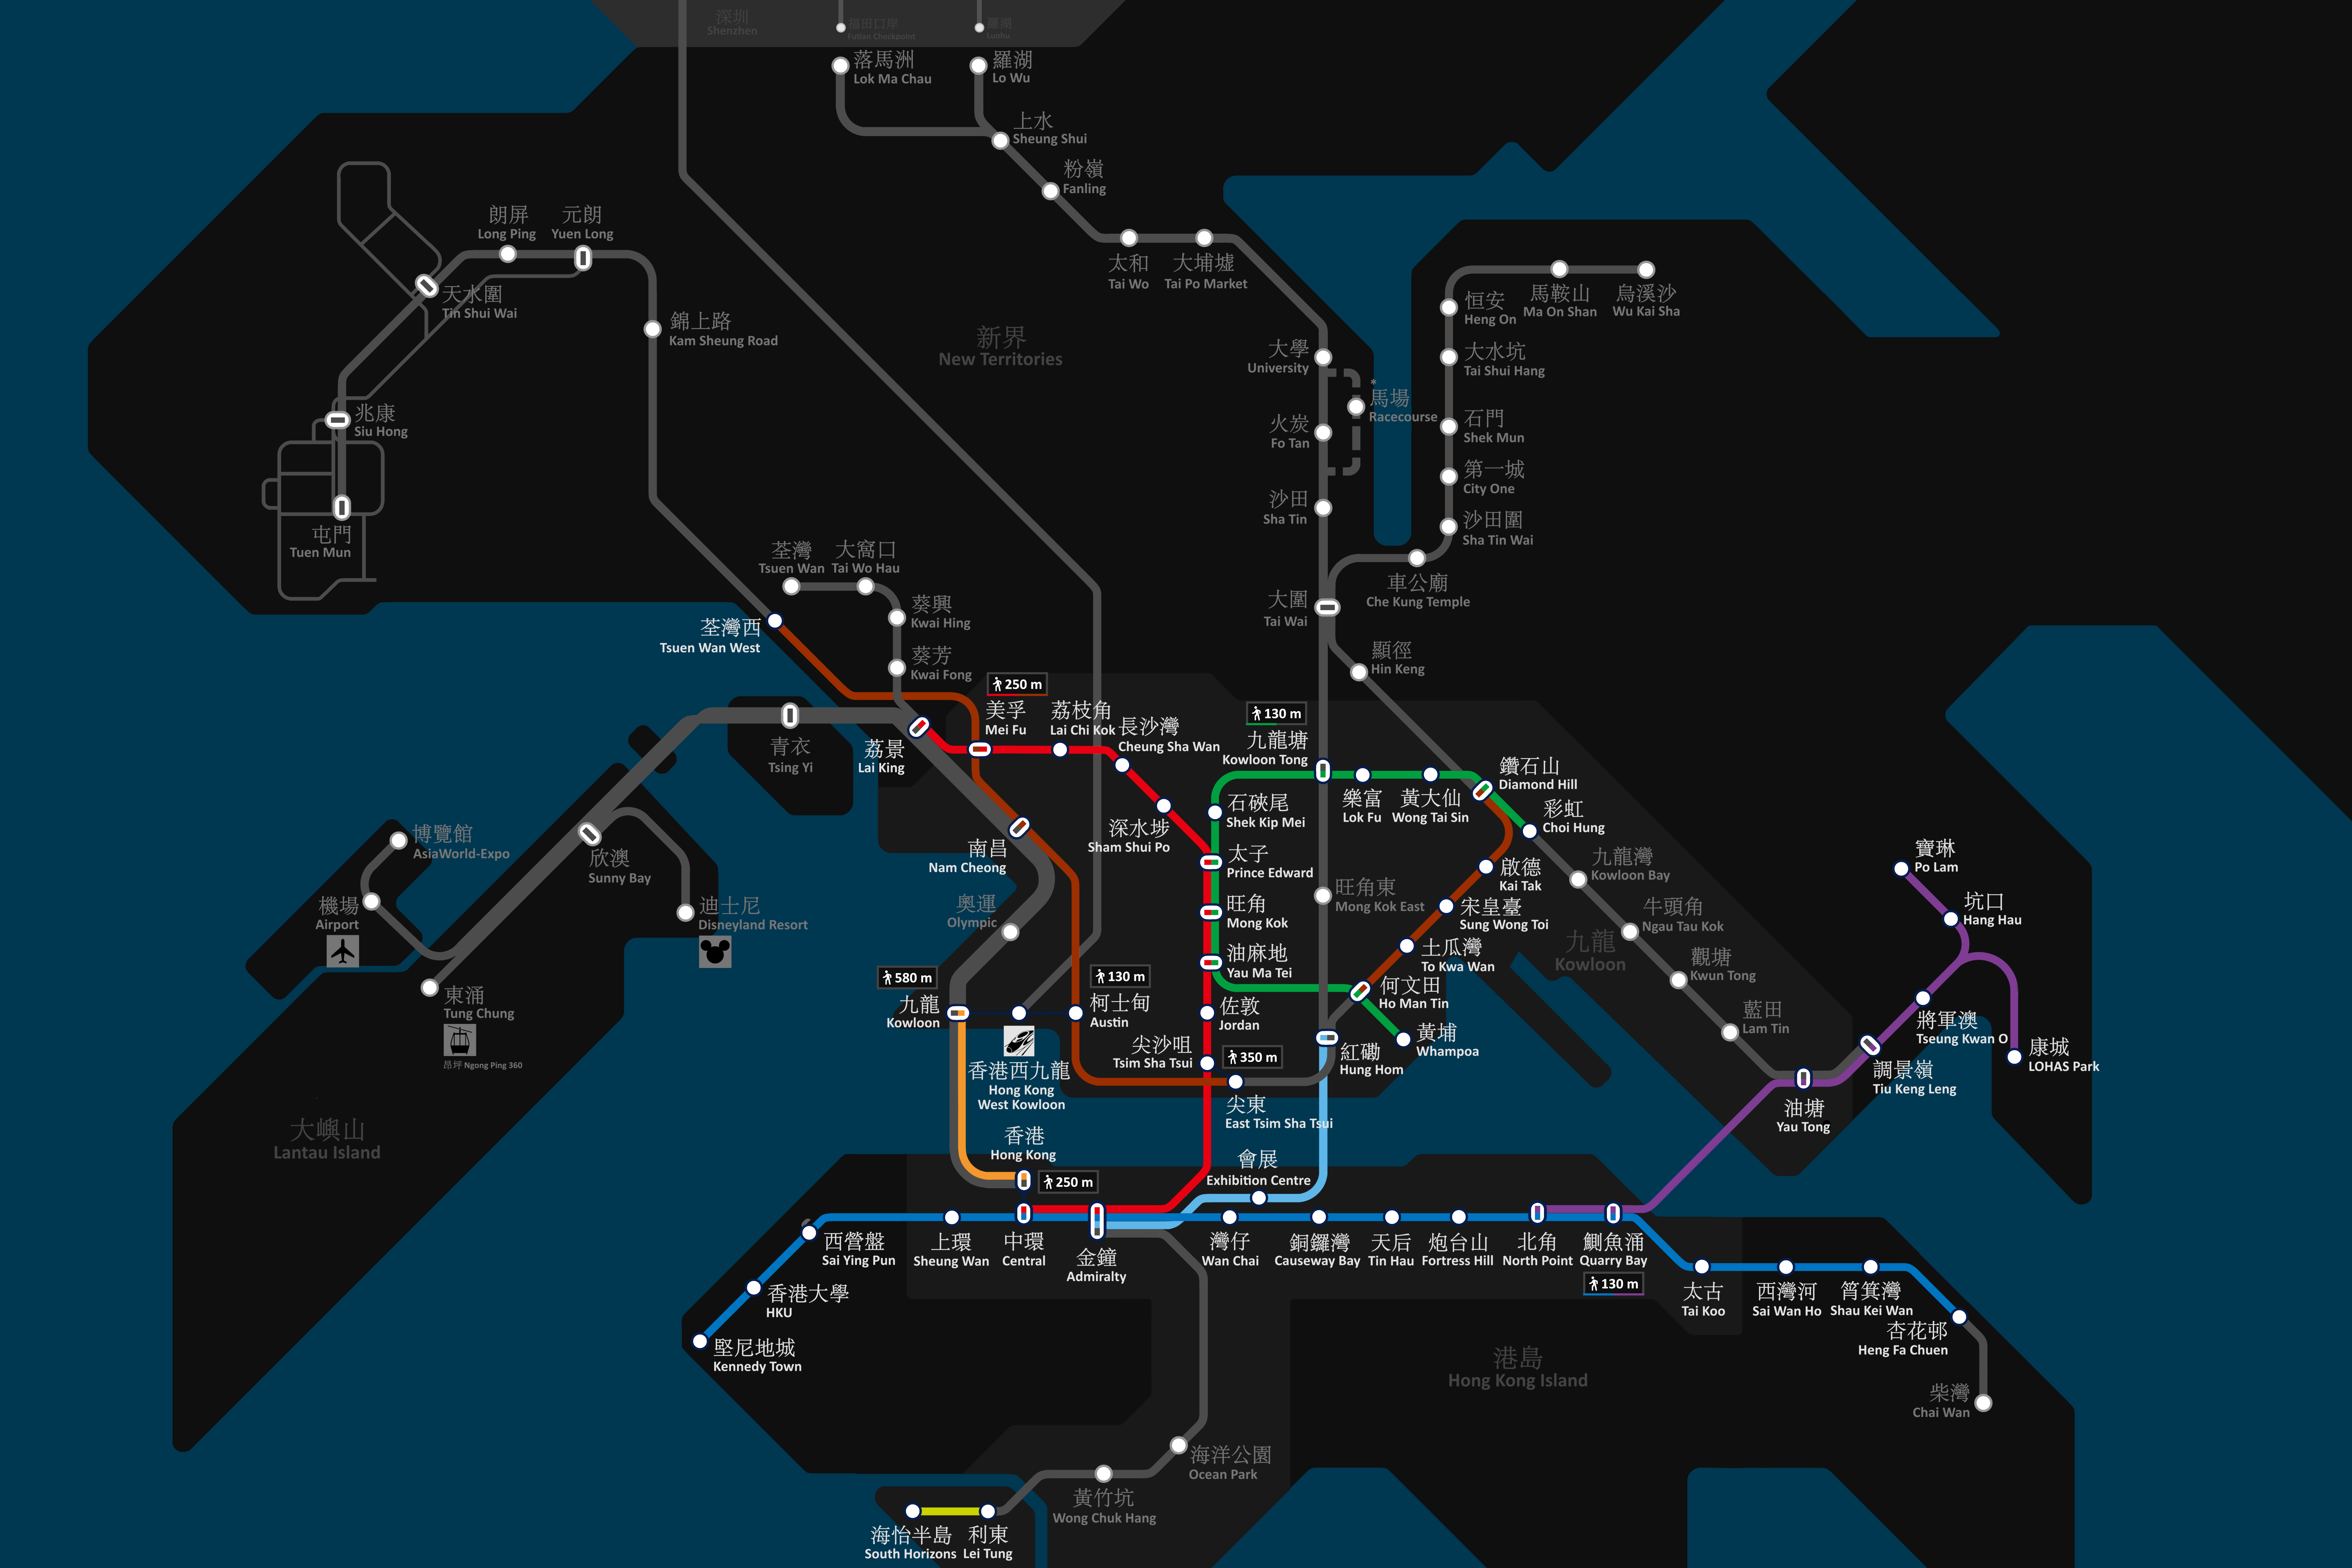 深圳
Shenzhen
福田口岸
Futian Checkpoint
羅湖
Luohu
落馬洲
Lok Ma Chau
羅湖
Lo Wu
上水
Sheung Shui
粉嶺
Fanling
太和
Tai Wo
大埔墟
Tai Po Market
朗屏
Long Ping
元朗
Yuen Long
天水圍
Tin Shui Wai
錦上路
Kam Sheung Road
新界
New Territories
恒安
Heng On
馬鞍山
Ma On Shan
烏溪沙
Wu Kai Sha
大學
University
大水坑
Tai Shui Hang
*
馬場
Racecourse
兆康
Siu Hong
火炭
Fo Tan
石門
Shek Mun
第一城
City One
沙田
Sha Tin
沙田圍
Sha Tin Wai
屯門
Tuen Mun
荃灣
Tsuen Wan
大窩口
Tai Wo Hau
車公廟
Che Kung Temple
葵興
Kwai Hing
大圍
Tai Wai
荃灣西
Tsuen Wan West
葵芳
Kwai Fong
顯徑
Hin Keng
250 m
美孚
Mei Fu
荔枝角
Lai Chi Kok
長沙灣
Cheung Sha Wan
130 m
九龍塘
Kowloon Tong
青衣
Tsing Yi
荔景
Lai King
鑽石山
Diamond Hill
石硤尾
Shek Kip Mei
樂富
Lok Fu
黃大仙
Wong Tai Sin
彩虹
Choi Hung
深水埗
Sham Shui Po
博覽館
AsiaWorld-Expo
欣澳
Sunny Bay
南昌
Nam Cheong
太子
Prince Edward
啟德
Kai Tak
九龍灣
Kowloon Bay
寶琳
Po Lam
機場
Airport
迪士尼
Disneyland Resort
奧運
Olympic
旺角
Mong Kok
旺角東
Mong Kok East
宋皇臺
Sung Wong Toi
牛頭角
Ngau Tau Kok
坑口
Hang Hau
九龍
Kowloon
油麻地
Yau Ma Tei
土瓜灣
To Kwa Wan
觀塘
Kwun Tong
580 m
130 m
東涌
Tung Chung
昂坪 Ngong Ping 360
九龍
Kowloon
柯士甸
Austin
佐敦
Jordan
何文田
Ho Man Tin
藍田
Lam Tin
將軍澳
Tseung Kwan O
尖沙咀
Tsim Sha Tsui
350 m
紅磡
Hung Hom
黃埔
Whampoa
康城
LOHAS Park
香港西九龍
Hong Kong
West Kowloon
調景嶺
Tiu Keng Leng
尖東
East Tsim Sha Tsui
油塘
Yau Tong
大嶼山
Lantau Island
香港
Hong Kong
250 m
會展
Exhibition Centre
西營盤
Sai Ying Pun
上環
Sheung Wan
中環
Central
金鐘
Admiralty
灣仔
Wan Chai
銅鑼灣
Causeway Bay
天后
Tin Hau
炮台山
Fortress Hill
北角
North Point
鰂魚涌
Quarry Bay
130 m
香港大學
HKU
太古
Tai Koo
西灣河
Sai Wan Ho
筲箕灣
Shau Kei Wan
堅尼地城
Kennedy Town
杏花邨
Heng Fa Chuen
港島
Hong Kong Island
柴灣
Chai Wan
海洋公園
Ocean Park
黃竹坑
Wong Chuk Hang
海怡半島
South Horizons
利東
Lei Tung